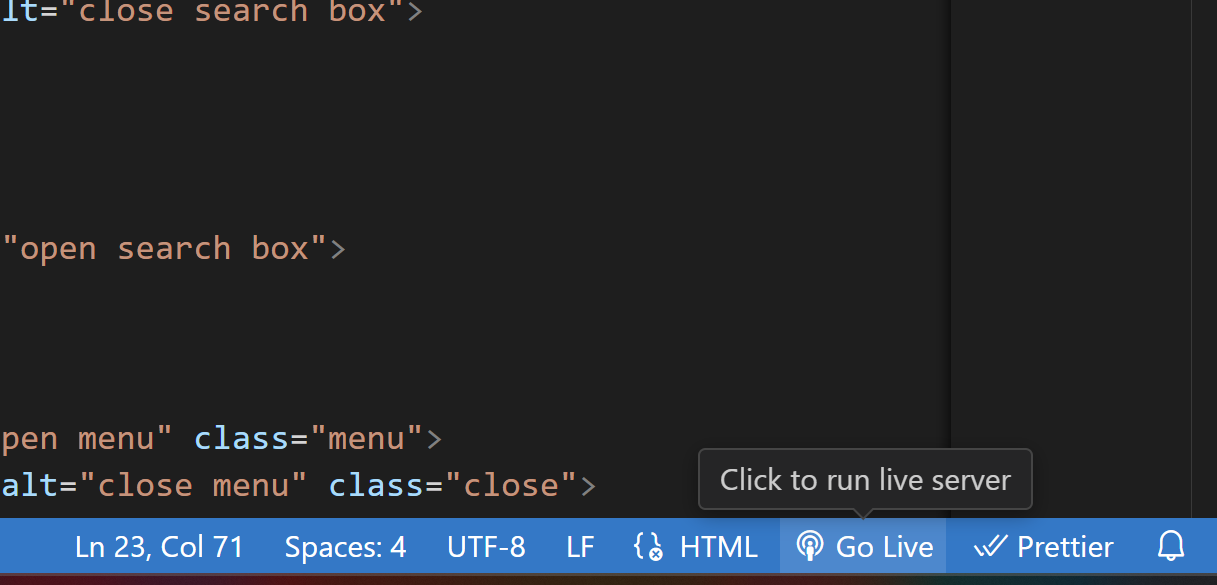 lt="close search box">
"open search box">
pen menu" class="menu">
alt="close menu" class="close">
Click to run live server
Ln 23, Col 71 Spaces: 4 UTF-8 LF HTML Go Live Prettier